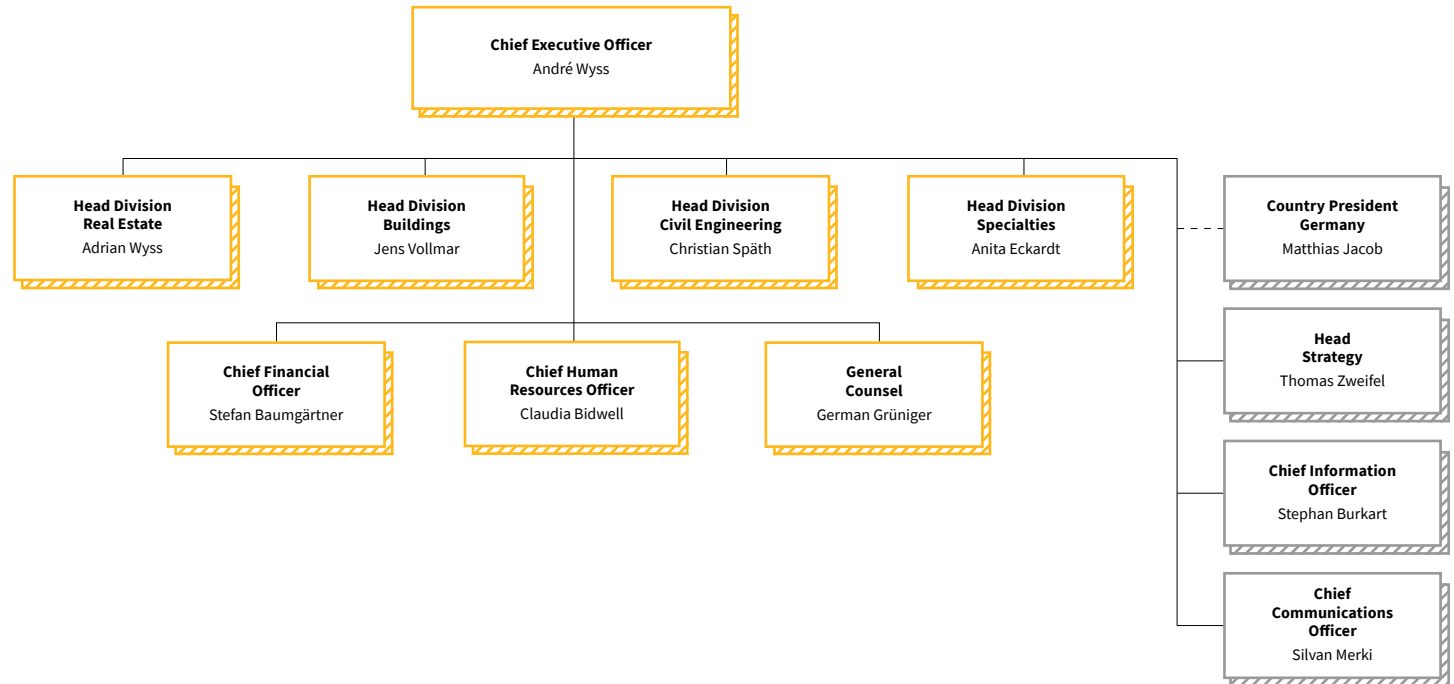 Chief Executive Officer
André Wyss
Head Division
Real Estate
Adrian Wyss
Head Division
Buildings
Jens Vollmar
Head Division
Civil Engineering
Christian Späth
Head Division
Specialties
Anita Eckardt
Country President
Germany
Matthias Jacob
Chief Financial
Officer
Stefan Baumgärtner
Chief Human
Resources Officer
Claudia Bidwell
General
Counsel
German Grüniger
Head
Strategy
Thomas Zweifel
Chief Information
Officer
Stephan Burkart
Chief
Communications
Officer
Silvan Merki